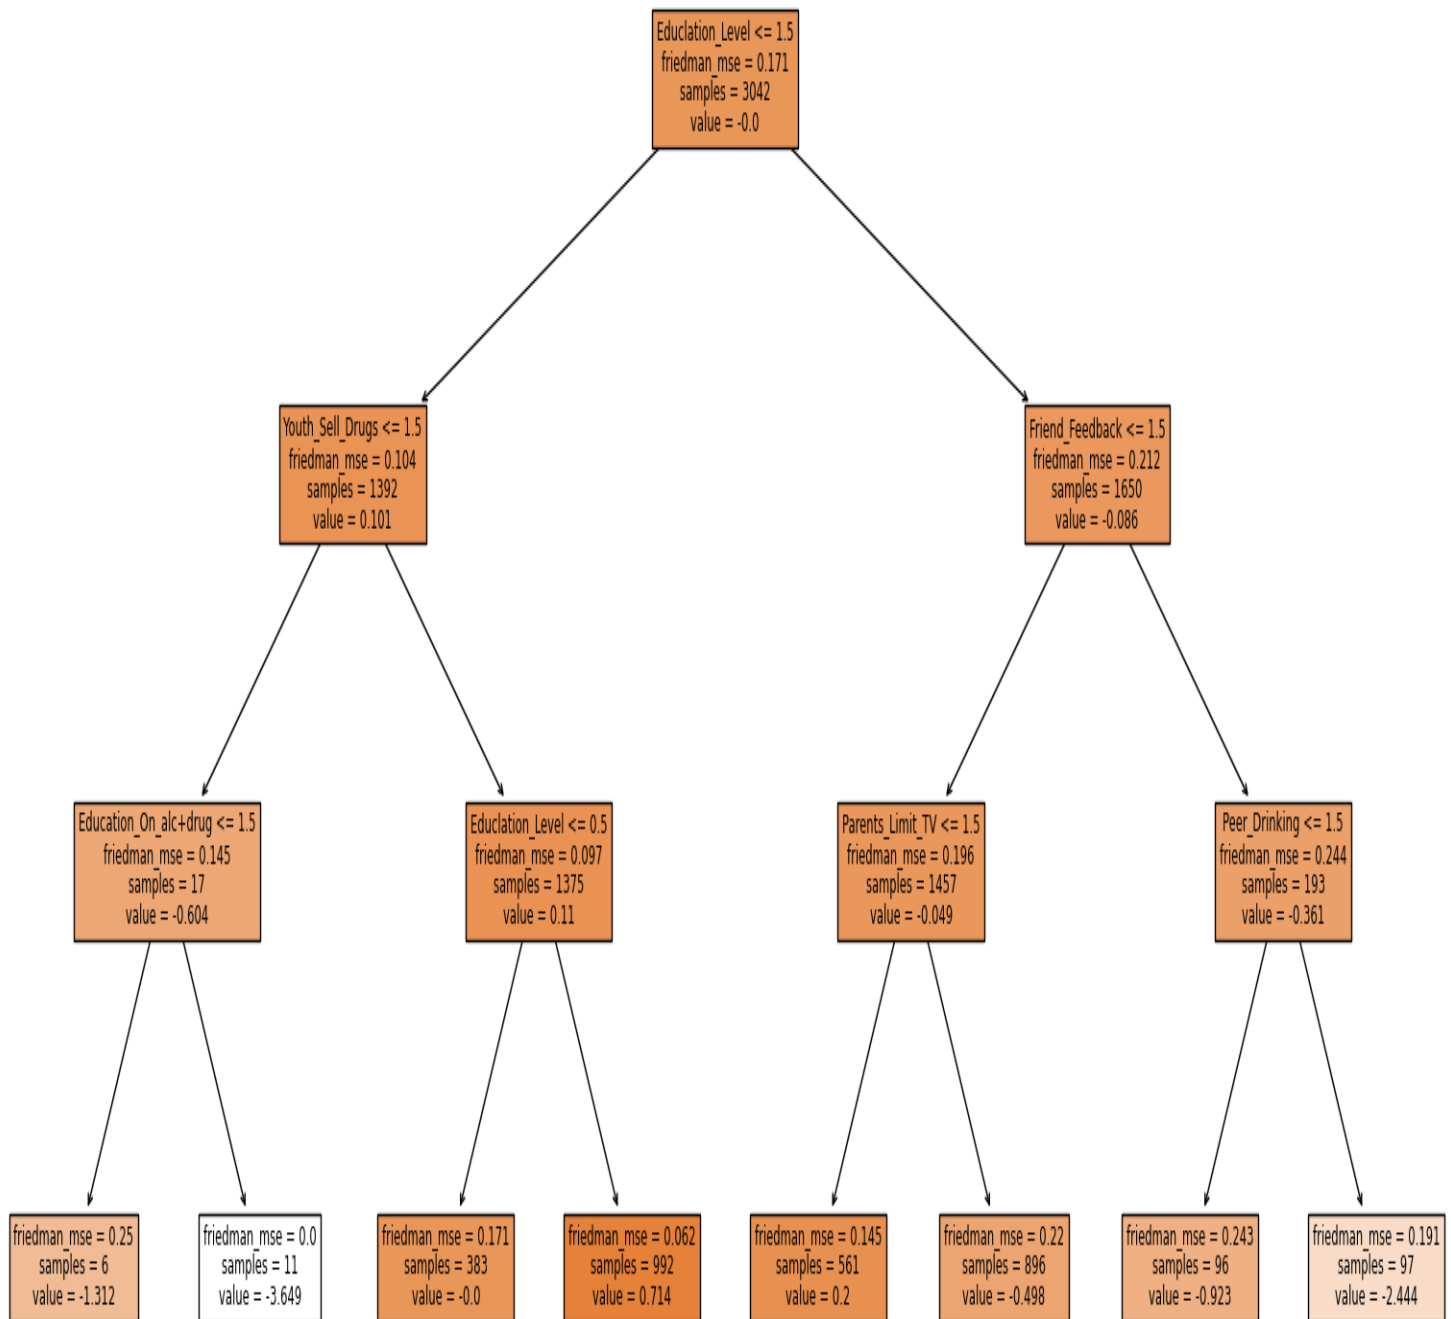 Educlation_Level <= 1.5
friedman_mse = 0.171
samples = 3042
value = -0.0
Youth_Sell_Drugs <= 1.5
friedman_mse = 0.104
samples = 1392
value = 0.101
Friend_Feedback <= 1.5
friedman_mse = 0.212
samples = 1650
value = -0.086
Education_On_alc+drug <= 1.5
friedman_mse = 0.145
samples = 17
value = -0.604
Educlation_Level <= 0.5
friedman_mse = 0.097
samples = 1375
value = 0.11
Parents_Limit_TV <= 1.5
friedman_mse = 0.196
samples = 1457
value = -0.049
Peer_Drinking <= 1.5
friedman_mse = 0.244
samples = 193
value = -0.361
friedman_mse = 0.25
samples = 6
value = -1.312
friedman_mse = 0.0
samples = 11
value = -3.649
friedman_mse = 0.171
samples = 383
value = -0.0
friedman_mse = 0.062
samples = 992
value = 0.714
friedman_mse = 0.145
samples = 561
value = 0.2
friedman_mse = 0.22
samples = 896
value = -0.498
friedman_mse = 0.243
samples = 96
value = -0.923
friedman_mse = 0.191
samples = 97
value = -2.444